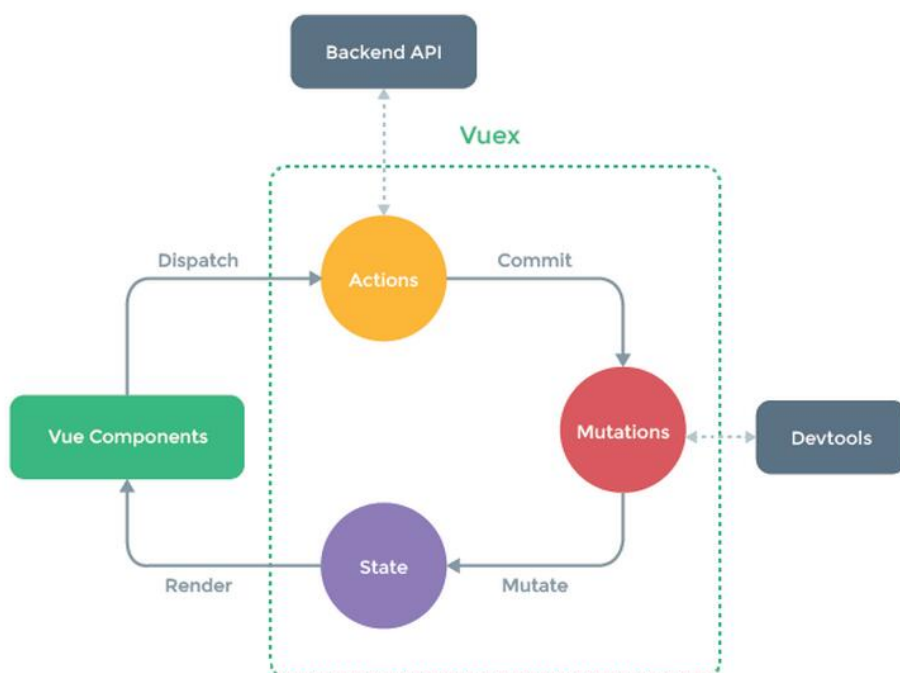 Backend API
Vuex
Dispatch
Actions
Commit
Vue Components
Mutations
Devtools
Render
State
Mutate